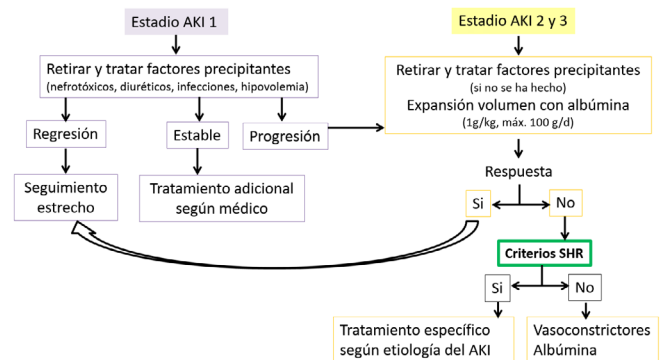 Estadio AKI 1
Retirar y tratar factores precipitantes
(nefrotóxicos, diuréticos, infecciones, hipovolemia)
Regresión
Estable
Progresión
Seguimiento
estrecho
Tratamiento adicional
según médico
Estadio AKI 2 y 3
Retirar y tratar factores precipitantes
(si no se ha hecho)
Expansión volumen con albúmina
(1g/kg, máx. 100 g/d)
Respuesta
Si
No
Criterios SHR
Si
No
Tratamiento específico
según etiología del AKI
Vasoconstrictores
Albúmina